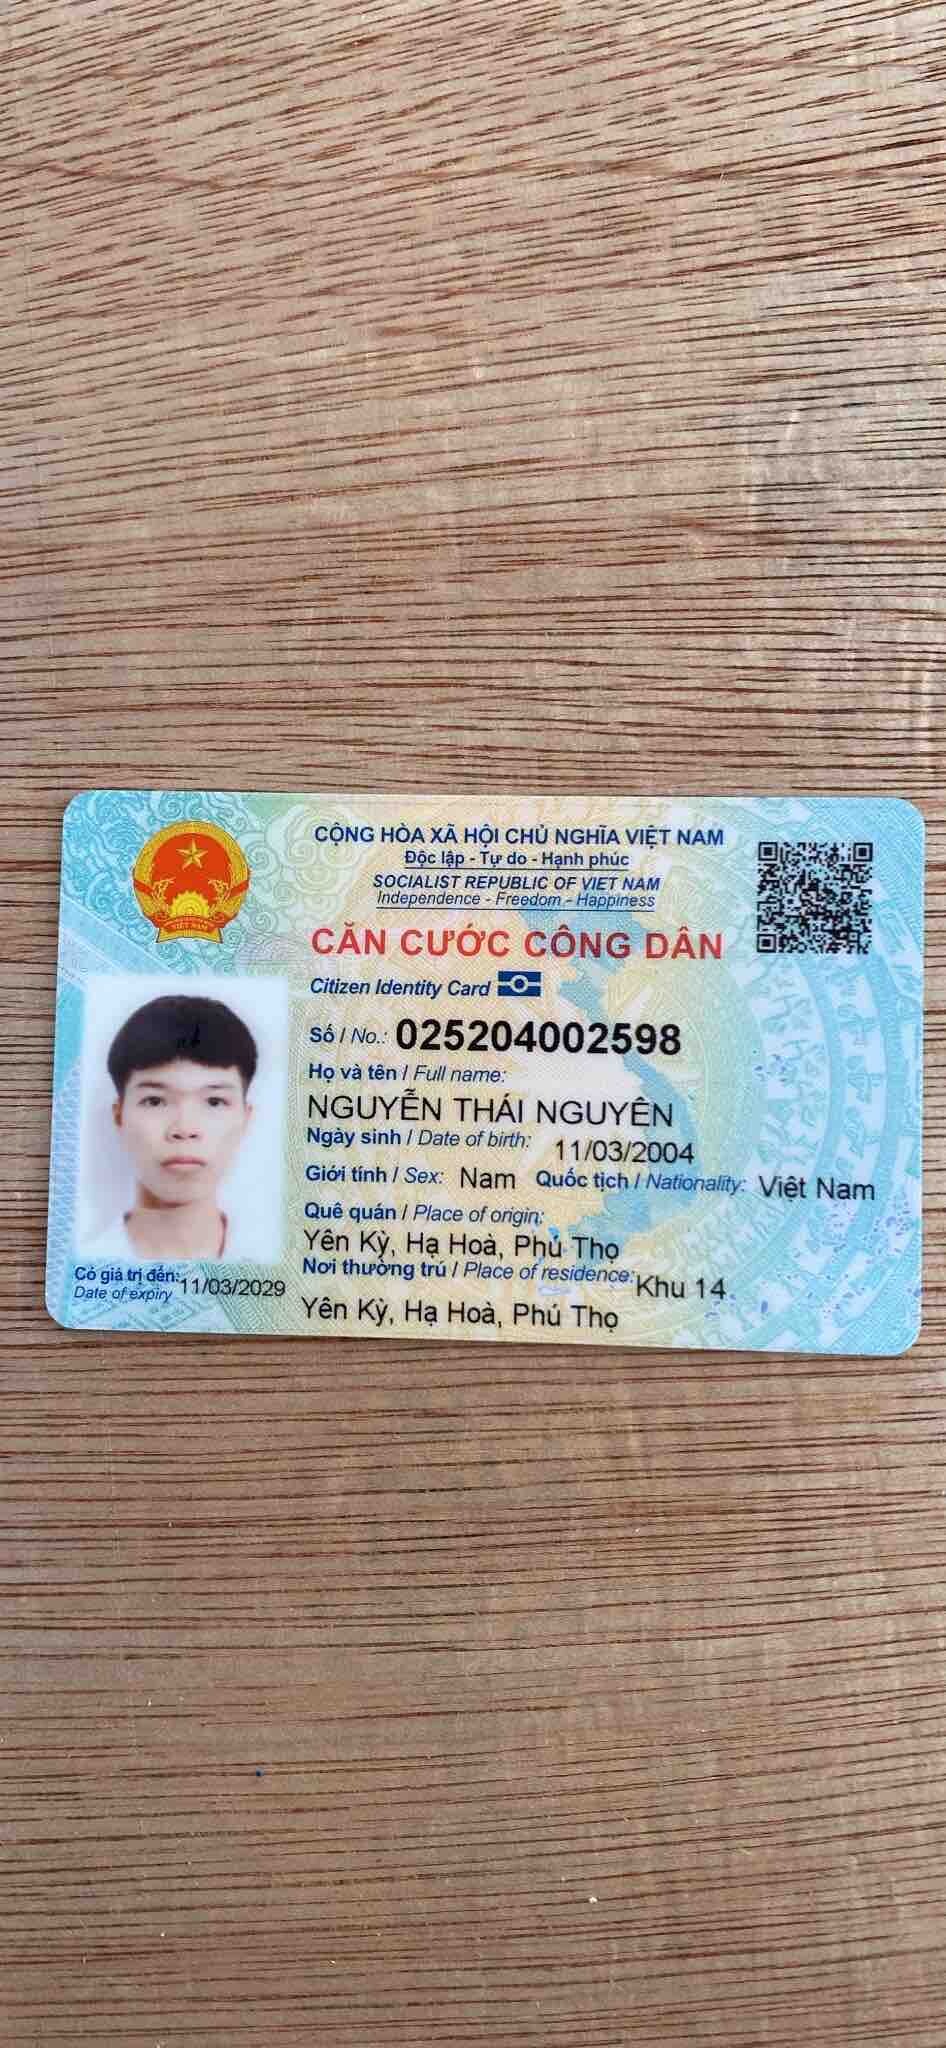 CỘNG HÒA XÃ HỘI CHỦ NGHĨA VIỆT NAM
Độc lập - Tự do - Hạnh phúc
SOCIALIST REPUBLIC OF VIET NAM
Independence - Freedom - Happiness
VIỆT NAM
CĂN CƯỚC CÔNG DÂN
Citizen Identity Card
Số / No.: 025204002598
Họ và tên / Full name:
NGUYỄN THÁI NGUYÊN
Ngày sinh / Date of birth: 11/03/2004
Giới tính / Sex: Nam Quốc tịch / Nationality: Việt Nam
Quê quán / Place of origin:
Yên Kỳ, Hạ Hoà, Phú Thọ
Nơi thường trú / Place of residence: Khu 14
Yên Kỳ, Hạ Hoà, Phú Thọ
Có giá trị đến: 11/03/2029
Date of expiry